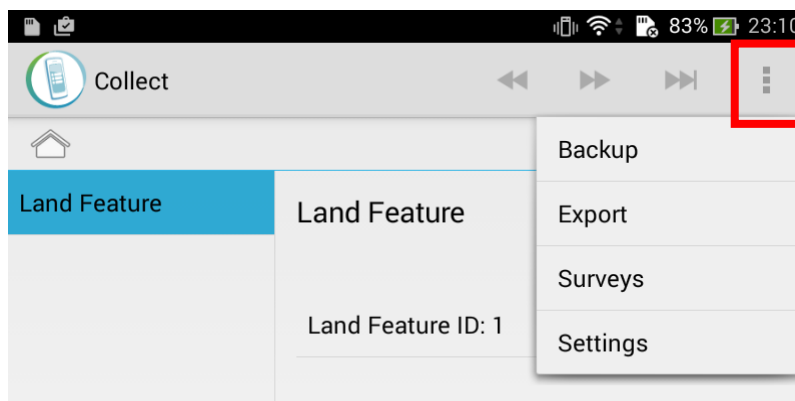 83% 23:10
Collect
Backup
Land Feature
Land Feature
Export
Surveys
Land Feature ID: 1
Settings